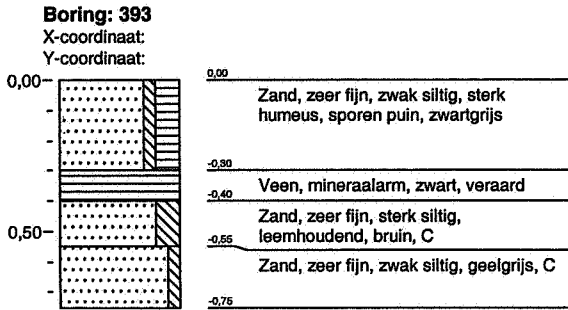 Boring: 393
X-coordinaat:
Y-coordinaat:
0,00
0,00
Zand, zeer fijn, zwak siltig, sterk
humeus, sporen puin, zwartgrijs
-0,30
Veen, mineraalarm, zwart, veraard
-0,40
Zand, zeer fijn, sterk siltig,
leemhoudend, bruin, C
0,50
-0,55
Zand, zeer fijn, zwak siltig, geelgrijs, C
-0,75